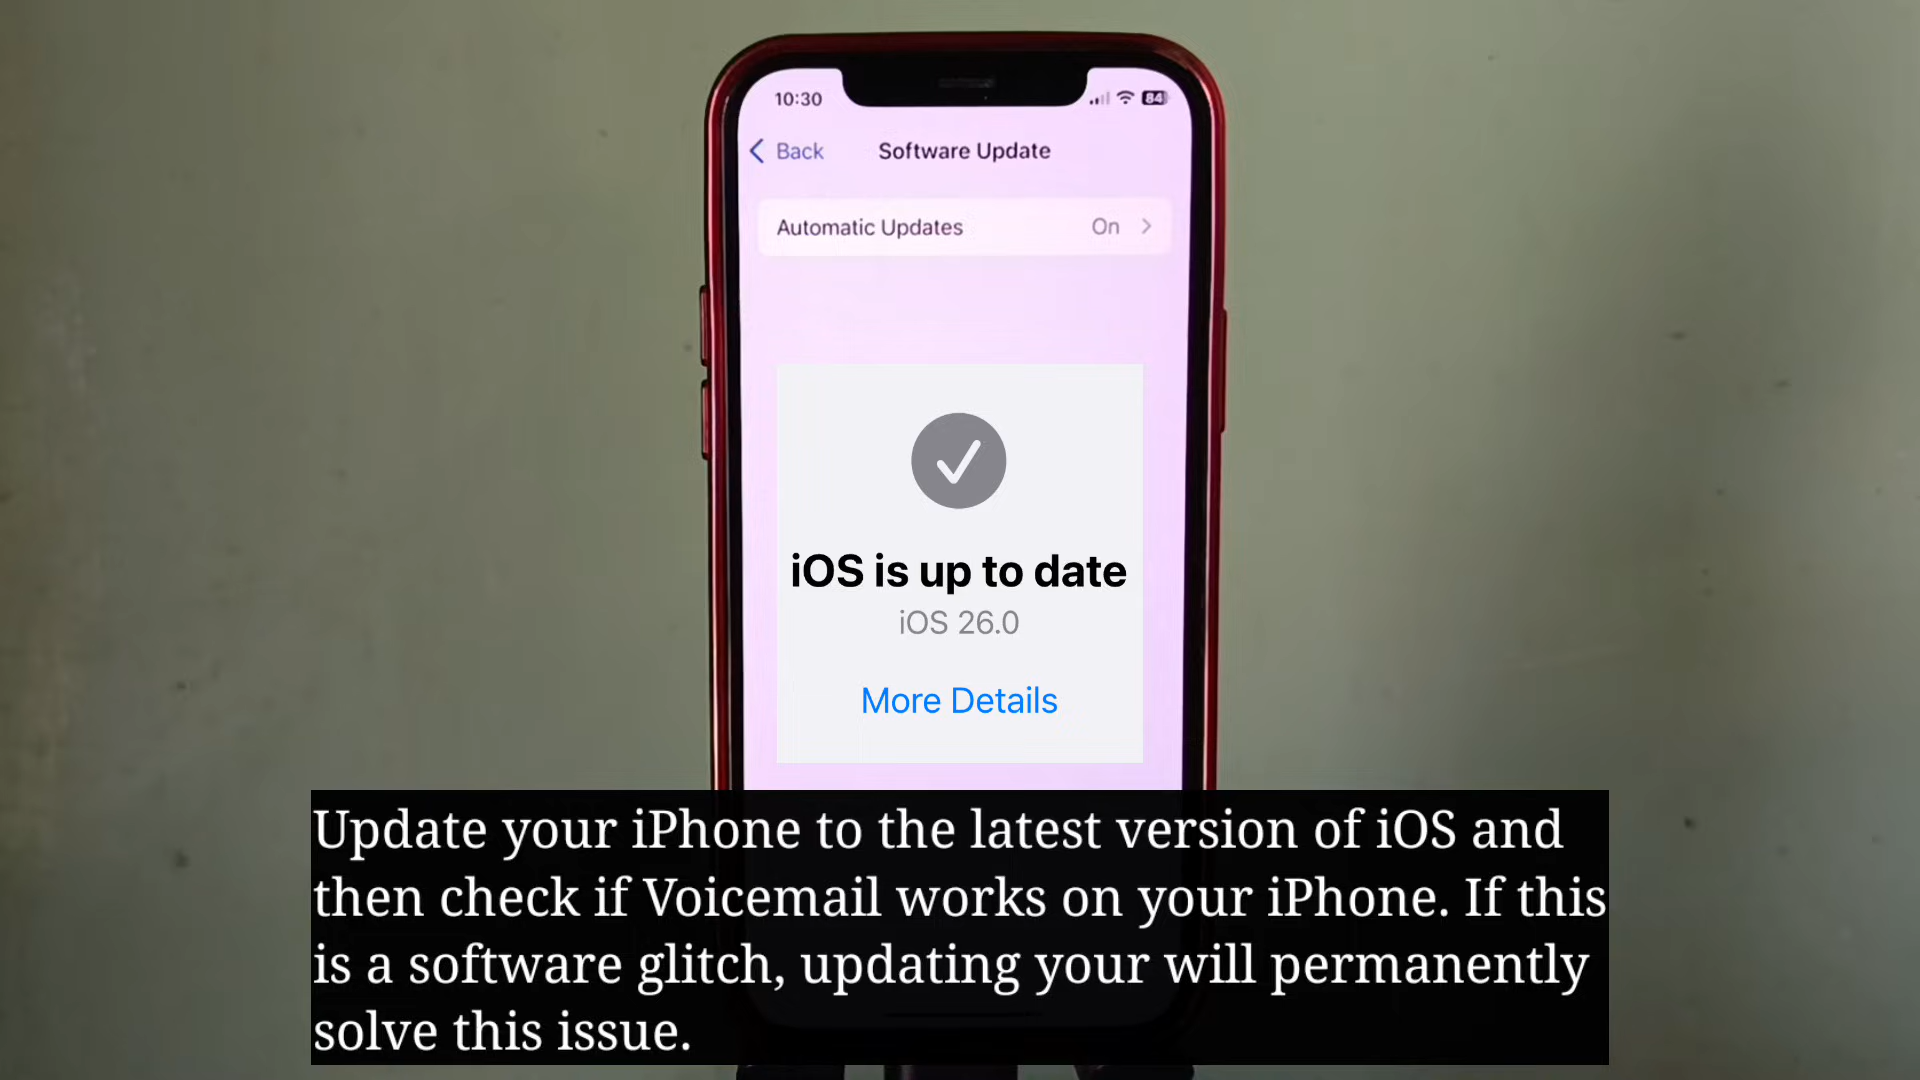 10:30
84
Back
Software Update
Automatic Updates On
iOS is up to date
iOS 26.0
More Details
Update your iPhone to the latest version of iOS and
then check if Voicemail works on your iPhone. If this
is a software glitch, updating your will permanently
solve this issue.